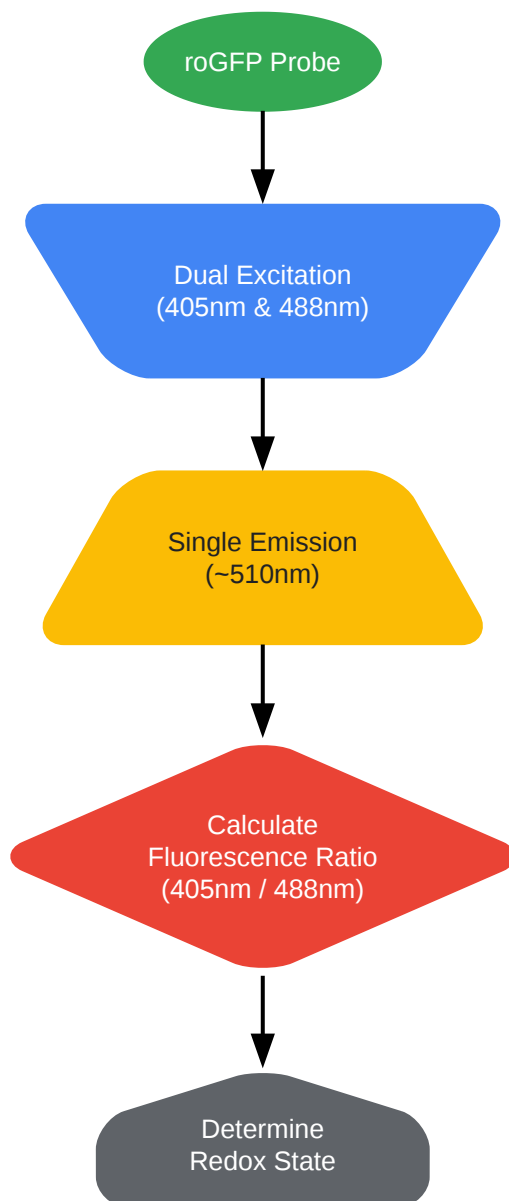 roGFP Probe
Dual Excitation
(405nm & 488nm)
Single Emission
(~510nm)
Calculate
Fluorescence Ratio
(405nm / 488nm)
Determine
Redox State